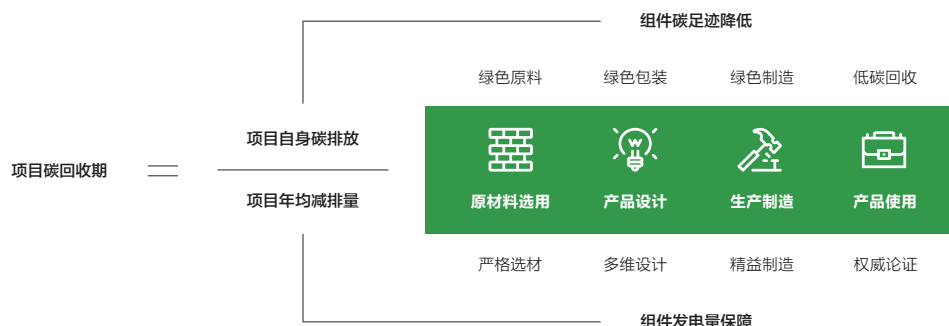 组件碳足迹降低
绿色原料 绿色包装 绿色制造 低碳回收
项目自身碳排放
项目碳回收期
项目年均减排量
原材料选用 产品设计 生产制造 产品使用
严格选材 多维设计 精益制造 权威论证
组件发电量保障